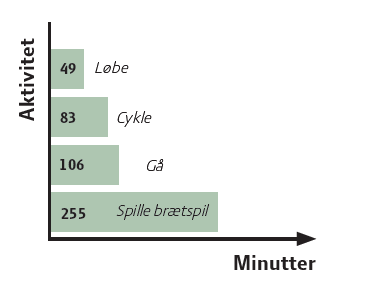 Aktivitet
49 Løbe
83 Cykle
106 Gå
255 Spille brætspil
Minutter